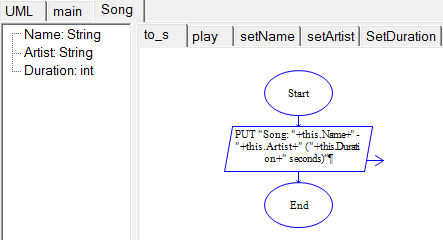 UML main Song
Name: String
Artist: String
Duration: int
to_s play setName setArtist SetDuration
Start
PUT "Song: "+this.Name+" -
"+this.Artist+" ("+this.Durati
on+" seconds)"¶
End